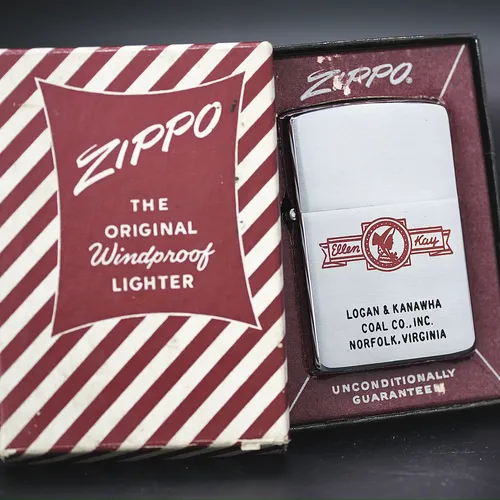 ZIPPO
THE
ORIGINAL
Windproof
LIGHTER
ZIPPO
Ellen Kay
LOGAN & KANAWHA
COAL CO., INC.
NORFOLK, VIRGINIA
UNCONDITIONALLY
GUARANTEED